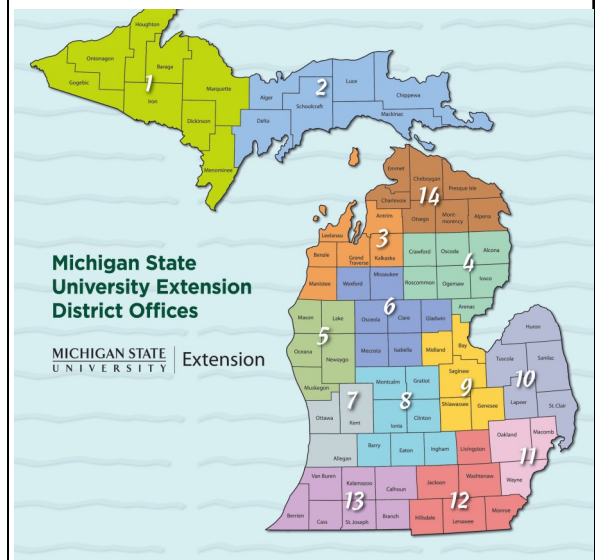 Houghton
Ontonagon
Baraga
Gogebic
1
Marquette
Iron
Dickinson
Menominee
Alger
Luce
2
Schoolcraft
Chippewa
Delta
Mackinac
Emmet
Cheboygan
Presque Isle
Charlevoix
14
Antrim
Otsego
Mont-
morency
Alpena
Leelanau
3
Benzie
Grand
Traverse
Kalkaska
Crawford
Oscoda
Alcona
4
Manistee
Wexford
Missaukee
Roscommon
Ogemaw
Iosco
Arenac
Michigan State
University Extension
District Offices
MICHIGAN STATE
UNIVERSITY
Extension
Mason
Lake
Osceola
Clare
Gladwin
6
5
Oceana
Newaygo
Mecosta
Isabella
Midland
Bay
Huron
Muskegon
Montcalm
Gratiot
Saginaw
9
Tuscola
Sanilac
10
7
Ottawa
Kent
8
Ionia
Clinton
Shiawassee
Genesee
Lapeer
St. Clair
Allegan
Barry
Eaton
Ingham
Livingston
Oakland
Macomb
11
Van Buren
Kalamazoo
Calhoun
Jackson
Washtenaw
Wayne
13
12
Berrien
Cass
St. Joseph
Branch
Hillsdale
Lenawee
Monroe